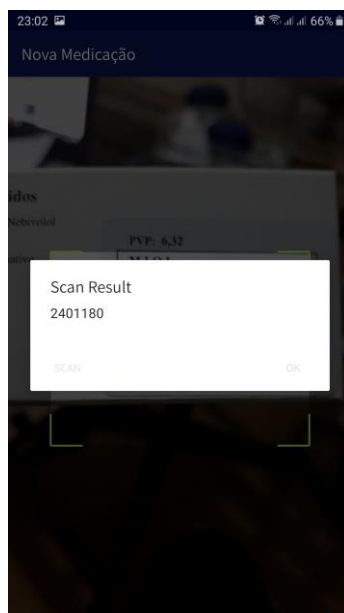 23:02 66%
Nova Medicação
idos
Nebivolol
PVP: 6,32
Scan Result
2401180
SCAN OK